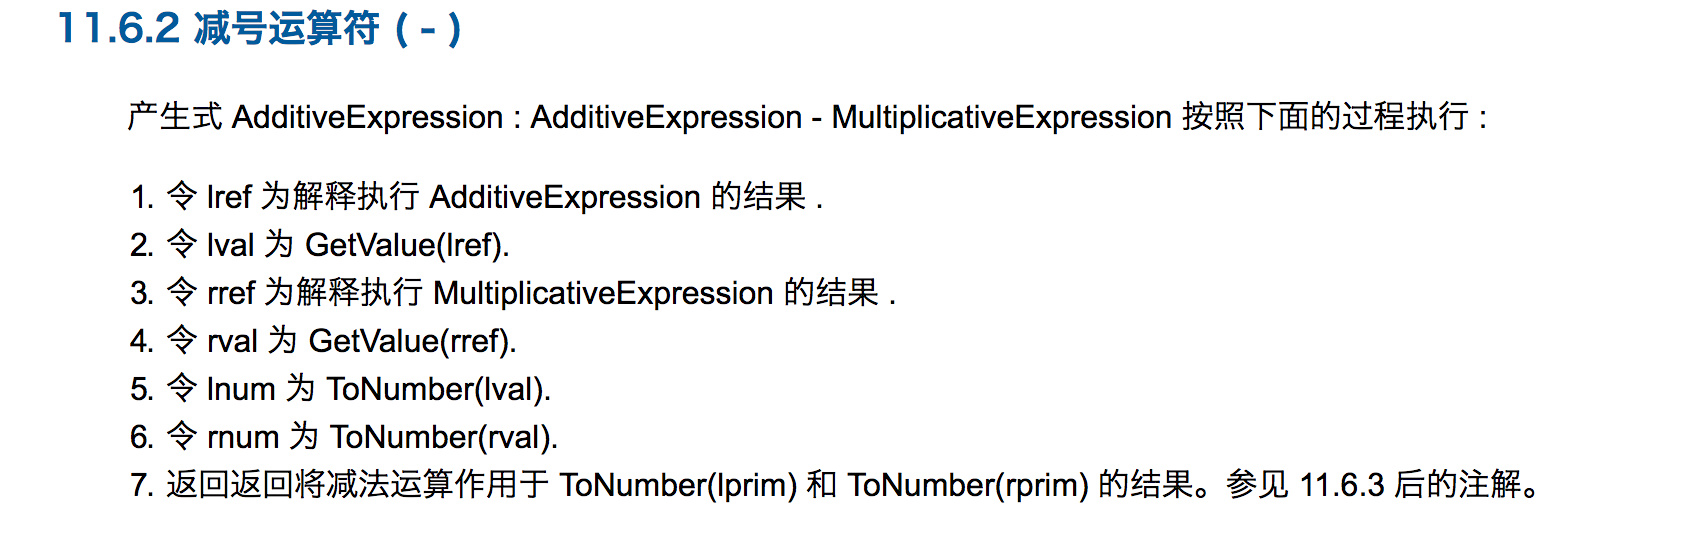 11.6.2 减号运算符 ( - )
产生式 AdditiveExpression : AdditiveExpression - MultiplicativeExpression 按照下面的过程执行 :
1. 令 lref 为解释执行 AdditiveExpression 的结果 .
2. 令 lval 为 GetValue(lref).
3. 令 rref 为解释执行 MultiplicativeExpression 的结果 .
4. 令 rval 为 GetValue(rref).
5. 令 lnum 为 ToNumber(lval).
6. 令 rnum 为 ToNumber(rval).
7. 返回返回将减法运算作用于 ToNumber(lprim) 和 ToNumber(rprim) 的结果。参见 11.6.3 后的注解。